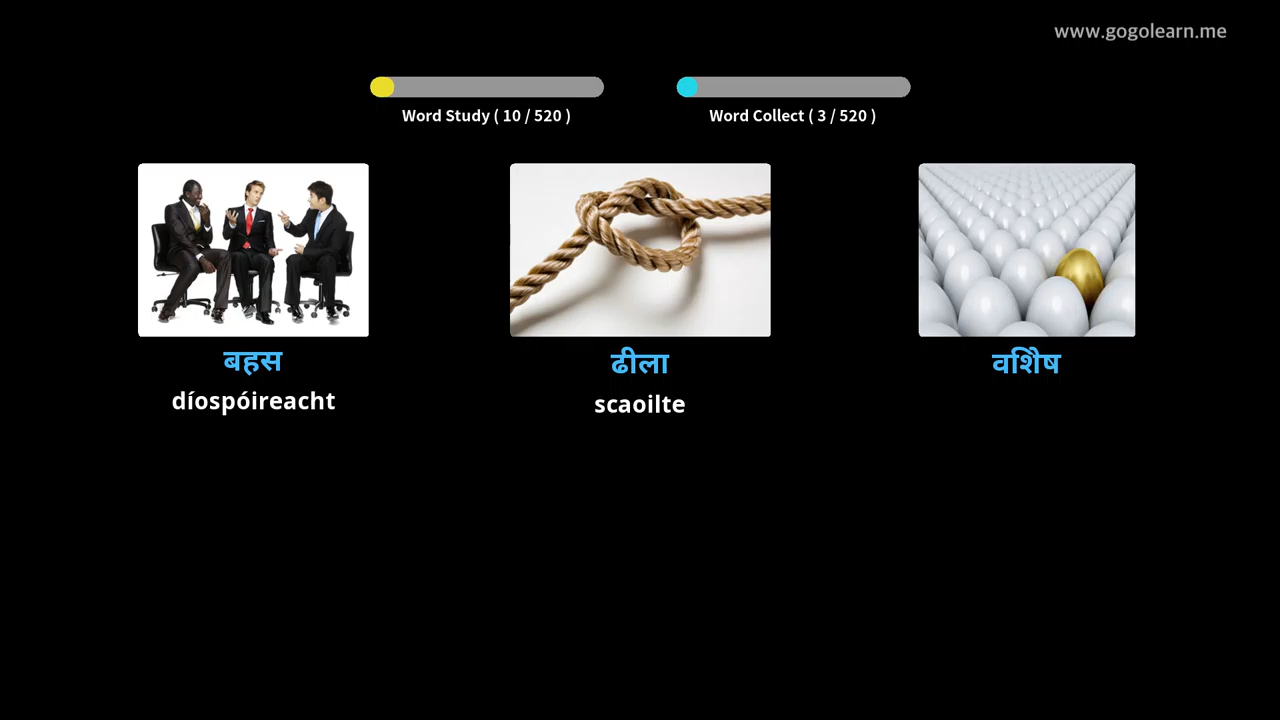 www.gogolearn.me
Word Study ( 10 / 520 )
Word Collect ( 3 / 520 )
बहस
díospóireacht
ढीला
scaoilte
विशेष